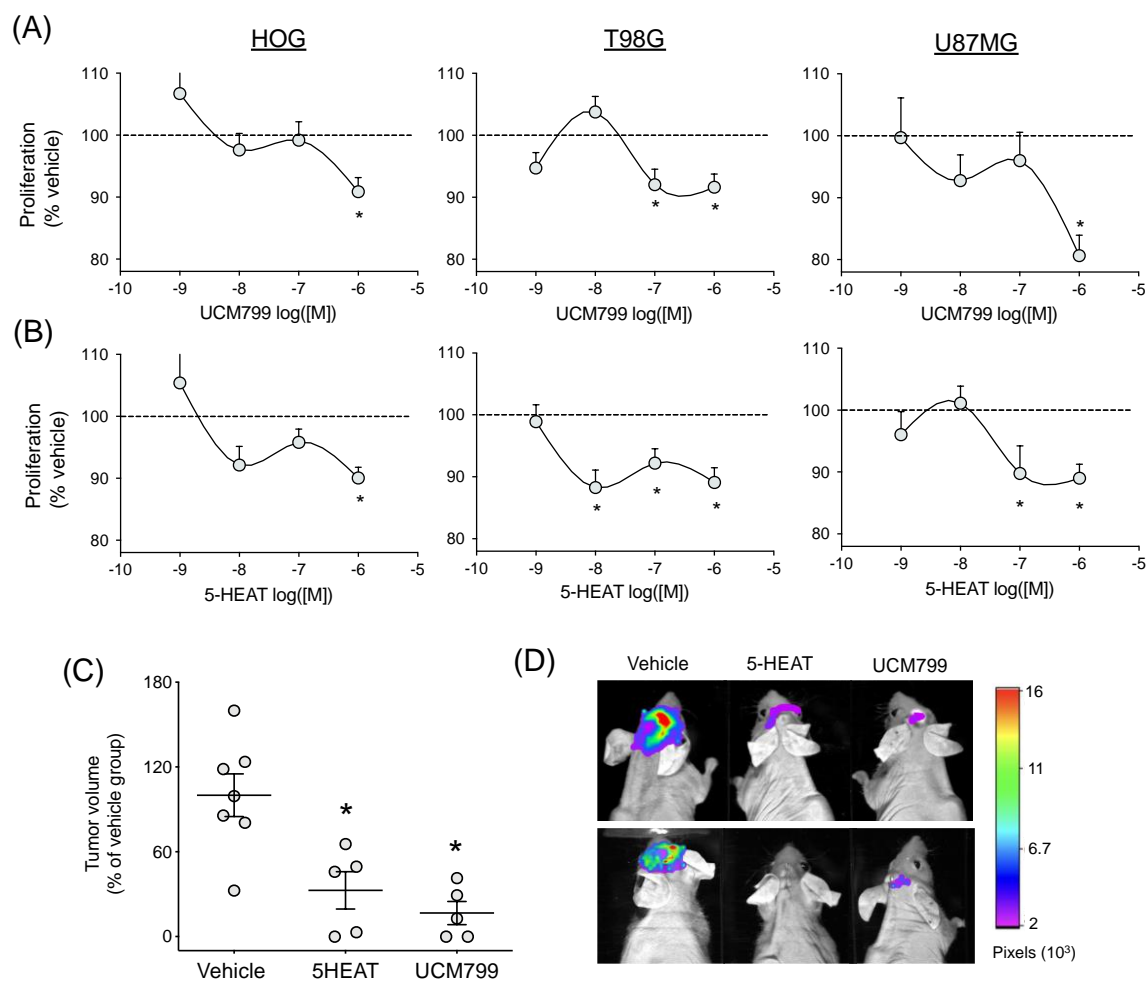 (A)
HOG
T98G
U87MG
Proliferation
(% vehicle)
110
100
90
80
-10 -9 -8 -7 -6 -5
UCM799 log([M])
110
100
90
80
-10 -9 -8 -7 -6 -5
UCM799 log([M])
110
100
90
80
-10 -9 -8 -7 -6 -5
UCM799 log([M])
*
* *
*
(B)
Proliferation
(% vehicle)
110
100
90
80
-10 -9 -8 -7 -6 -5
5-HEAT log([M])
110
100
90
80
-10 -9 -8 -7 -6 -5
5-HEAT log([M])
110
100
90
80
-10 -9 -8 -7 -6 -5
5-HEAT log([M])
*
* * *
* *
(C)
Tumor volume
(% of vehicle group)
180
120
60
0
* *
Vehicle 5HEAT UCM799
(D)
Vehicle 5-HEAT UCM799
16
11
6.7
2
Pixels (10³)